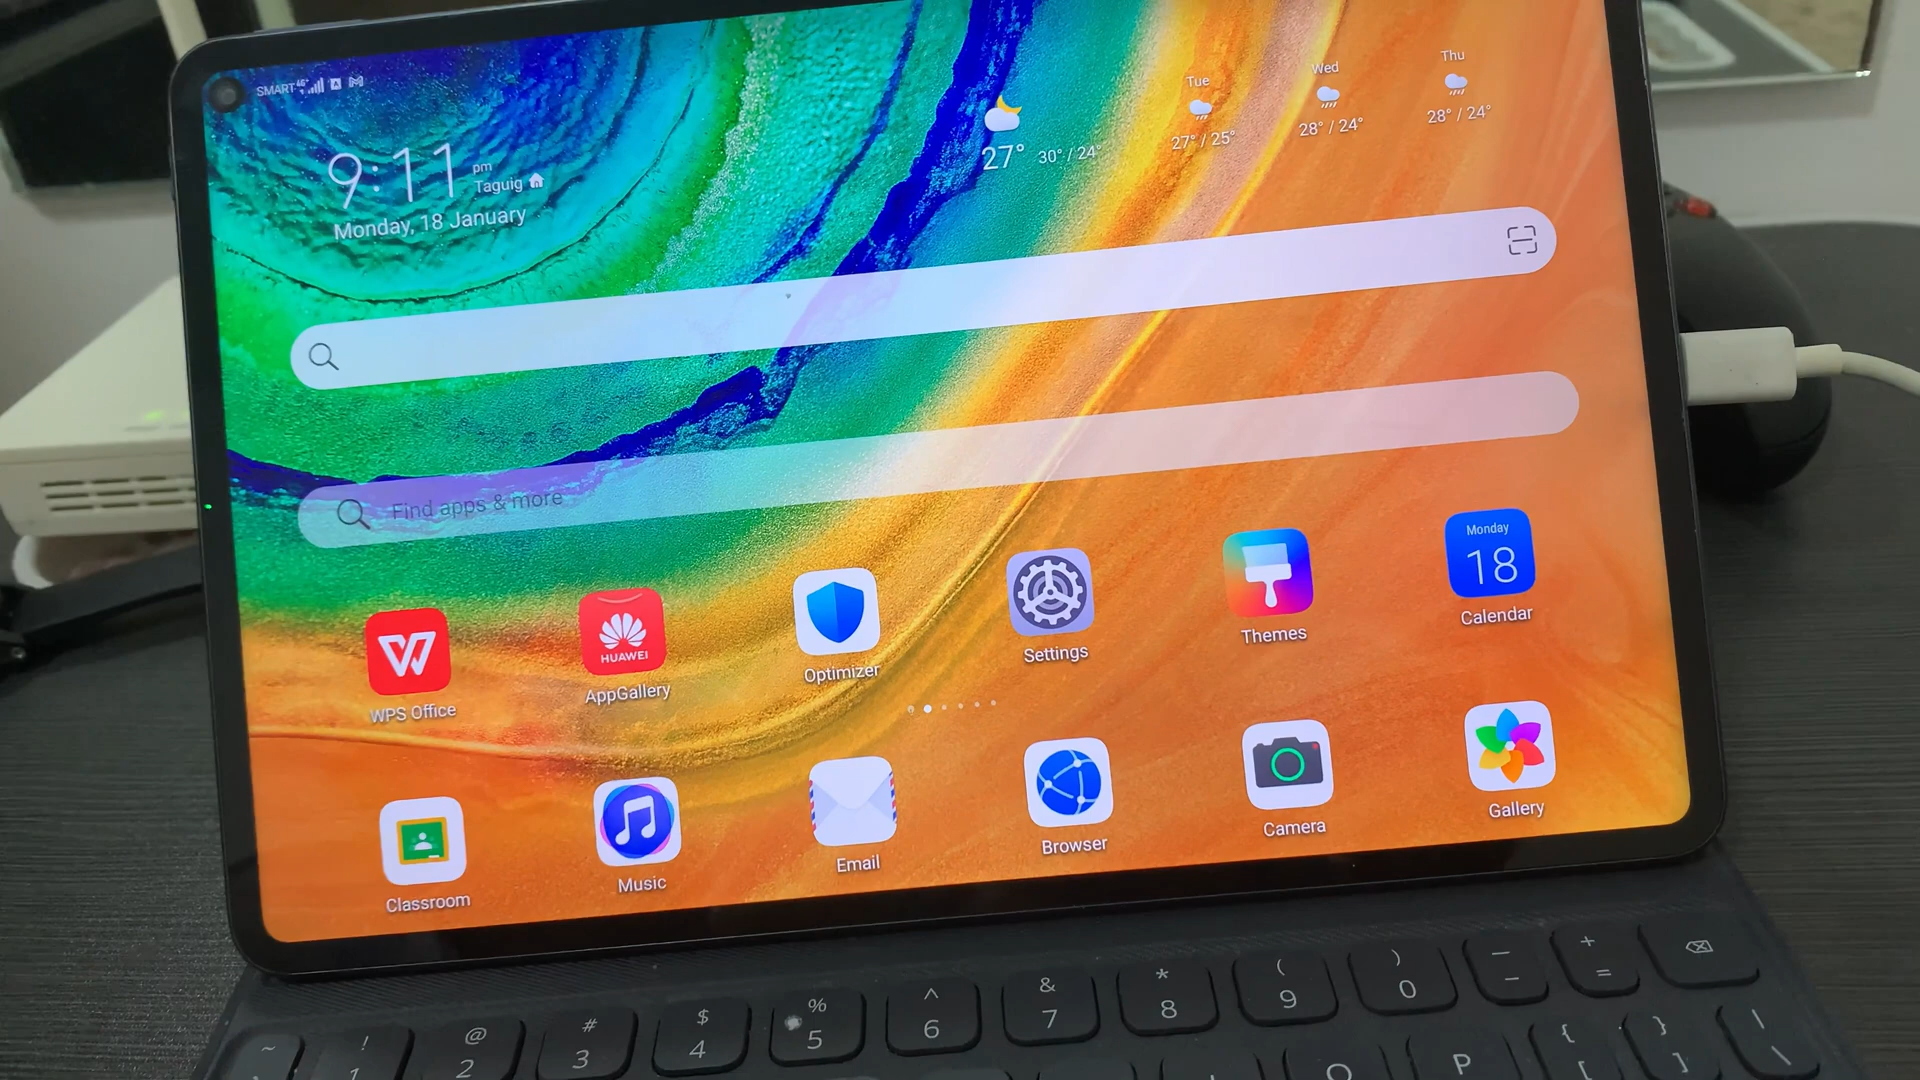 SMART 4G+
9:11 pm
Taguig
Monday, 18 January
27° 30° / 24°
Tue
27° / 25°
Wed
28° / 24°
Thu
28° / 24°
Find apps & more
WPS Office
HUAWEI
AppGallery
Optimizer
Settings
Themes
Monday
18
Calendar
Classroom
Music
Email
Browser
Camera
Gallery
~ ! @ # $ % ^ & * ( ) — + 
` 1 2 3 4 5 6 7 8 9 0 - =
O P { [ } ] | \